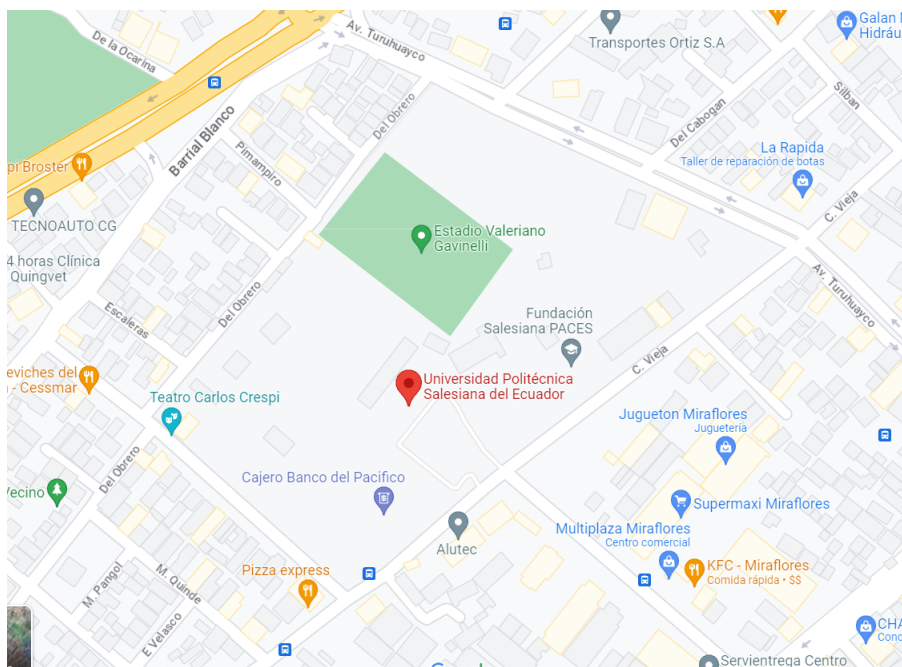 De la Ocarina
Av. Turuhuayco
Transportes Ortiz S.A
Galan
Hidráu
Silban
Del Cabogan
Del Obrero
Barrial Blanco
Pimampiro
pi Broster
La Rapida
Taller de reparación de botas
TECNOAUTO CG
C. Vieja
Estadio Valeriano
Gavinelli
4 horas Clínica
Quingvet
Av. Turuhuayco
Del Obrero
Escaleras
Fundación
Salesiana PACES
C. Vieja
eviches del
- Cessmar
Universidad Politécnica
Salesiana del Ecuador
Teatro Carlos Crespi
Jugueton Miraflores
Juguetería
Del Obrero
Cajero Banco del Pacifico
Vecino
Supermaxi Miraflores
Multiplaza Miraflores
Centro comercial
Alutec
KFC - Miraflores
Comida rápida • $$
Pizza express
M. Pangol
M. Quinde
E Velasco
CHA
Cond
Servientrega Centro